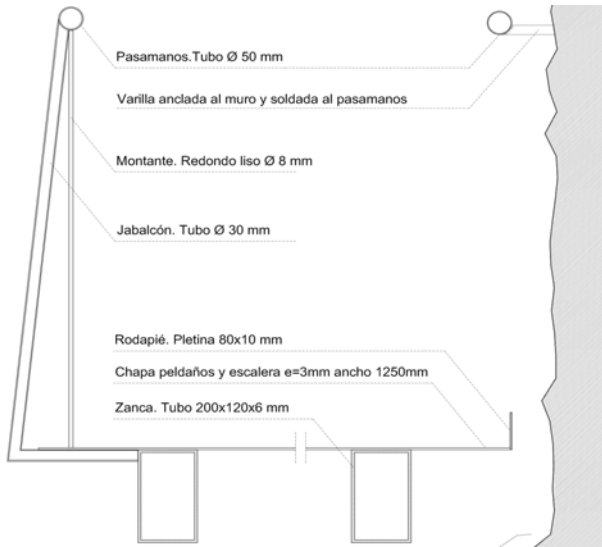 Pasamanos.Tubo Ø 50 mm
Varilla anclada al muro y soldada al pasamanos
Montante. Redondo liso Ø 8 mm
Jabalcón. Tubo Ø 30 mm
Rodapié. Pletina 80x10 mm
Chapa peldaños y escalera e=3mm ancho 1250mm
Zanca. Tubo 200x120x6 mm